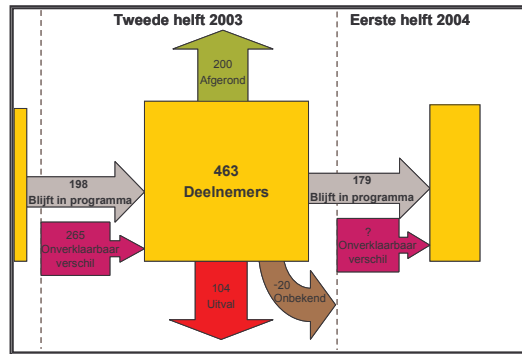 Tweede helft 2003
Eerste helft 2004
200
Afgerond
463
Deelnemers
198
Blijft in programma
179
Blijft in programma
265
Onverklaarbaar
verschil
?
Onverklaarbaar
verschil
104
Uitval
-20 Onbekend